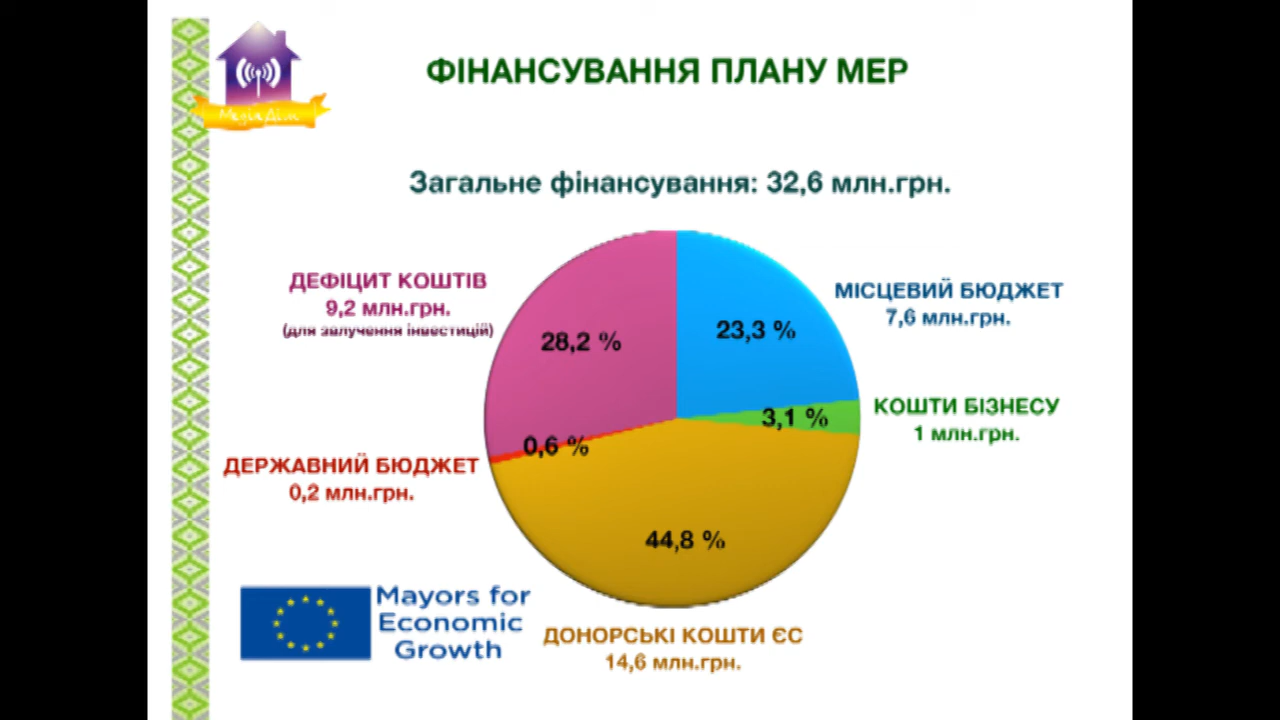 МедіаДім
ФІНАНСУВАННЯ ПЛАНУ МЕР
Загальне фінансування: 32,6 млн.грн.
ДЕФІЦИТ КОШТІВ
9,2 млн.грн.
(для залучення інвестицій)
МІСЦЕВИЙ БЮДЖЕТ
7,6 млн.грн.
28,2 %
23,3 %
КОШТИ БІЗНЕСУ
1 млн.грн.
3,1 %
0,6 %
ДЕРЖАВНИЙ БЮДЖЕТ
0,2 млн.грн.
44,8 %
Mayors for
Economic
Growth
ДОНОРСЬКІ КОШТИ ЄС
14,6 млн.грн.